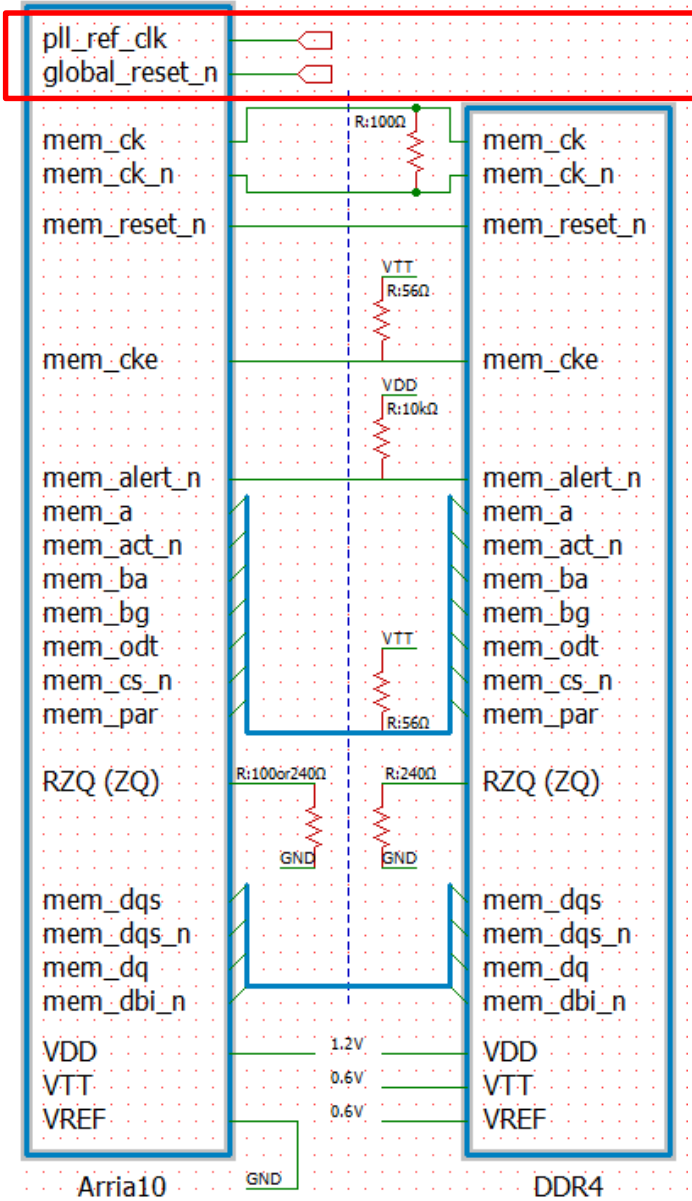 pll_ref_clk
global_reset_n
R:100Ω
mem_ck mem_ck
mem_ck_n mem_ck_n
mem_reset_n mem_reset_n
VTT
R:56Ω
mem_cke mem_cke
VDD
R:10kΩ
mem_alert_n mem_alert_n
mem_a mem_a
mem_act_n mem_act_n
mem_ba mem_ba
mem_bg mem_bg
mem_odt VTT mem_odt
mem_cs_n mem_cs_n
mem_par R:56Ω mem_par
RZQ (ZQ) R:100or240Ω R:240Ω RZQ (ZQ)
GND GND
mem_dqs mem_dqs
mem_dqs_n mem_dqs_n
mem_dq mem_dq
mem_dbi_n mem_dbi_n
VDD 1.2V VDD
VTT 0.6V VTT
VREF 0.6V VREF
GND
Arria10 DDR4